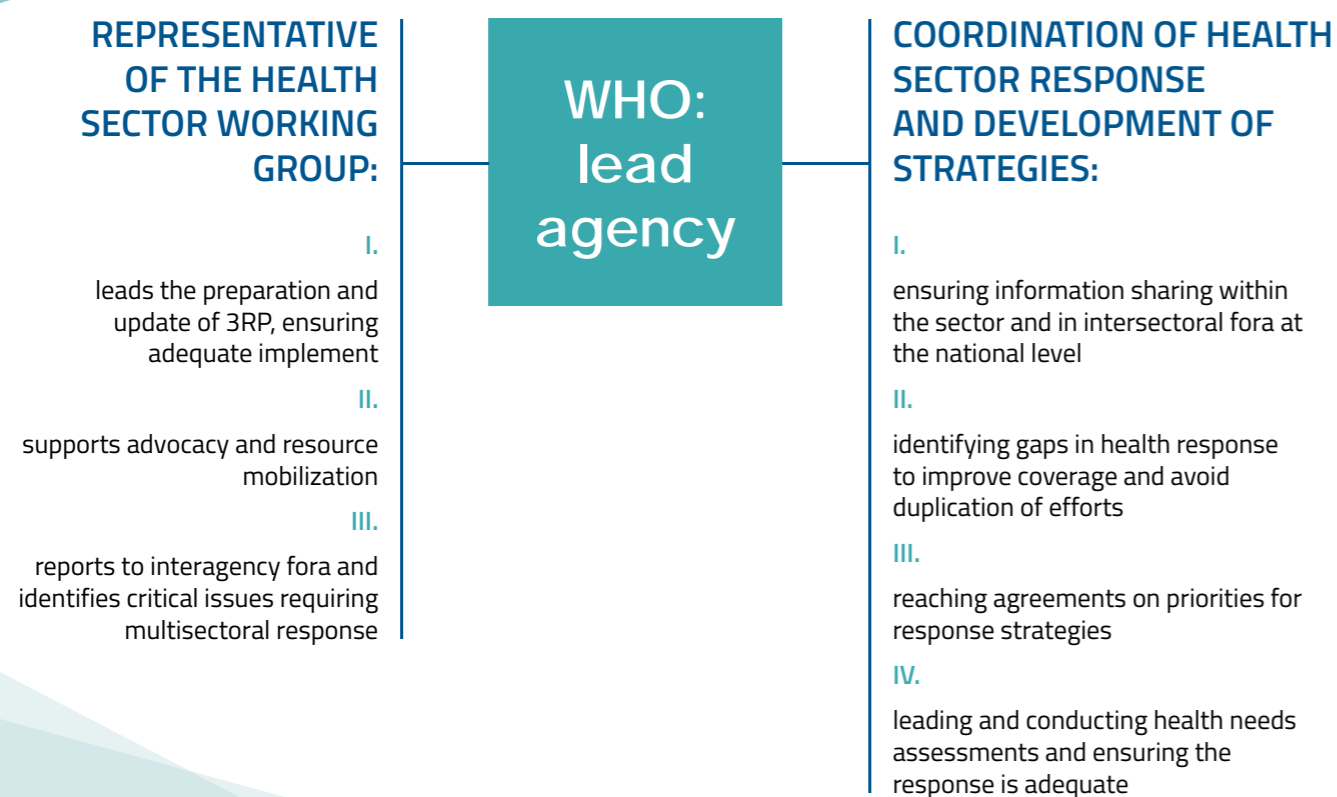 REPRESENTATIVE
OF THE HEALTH
SECTOR WORKING
GROUP:
I.
leads the preparation and
update of 3RP, ensuring
adequate implement
II.
supports advocacy and resource
mobilization
III.
reports to interagency fora and
identifies critical issues requiring
multisectoral response
WHO:
lead
agency
COORDINATION OF HEALTH
SECTOR RESPONSE
AND DEVELOPMENT OF
STRATEGIES:
I.
ensuring information sharing within
the sector and in intersectoral fora at
the national level
II.
identifying gaps in health response
to improve coverage and avoid
duplication of efforts
III.
reaching agreements on priorities for
response strategies
IV.
leading and conducting health needs
assessments and ensuring the
response is adequate